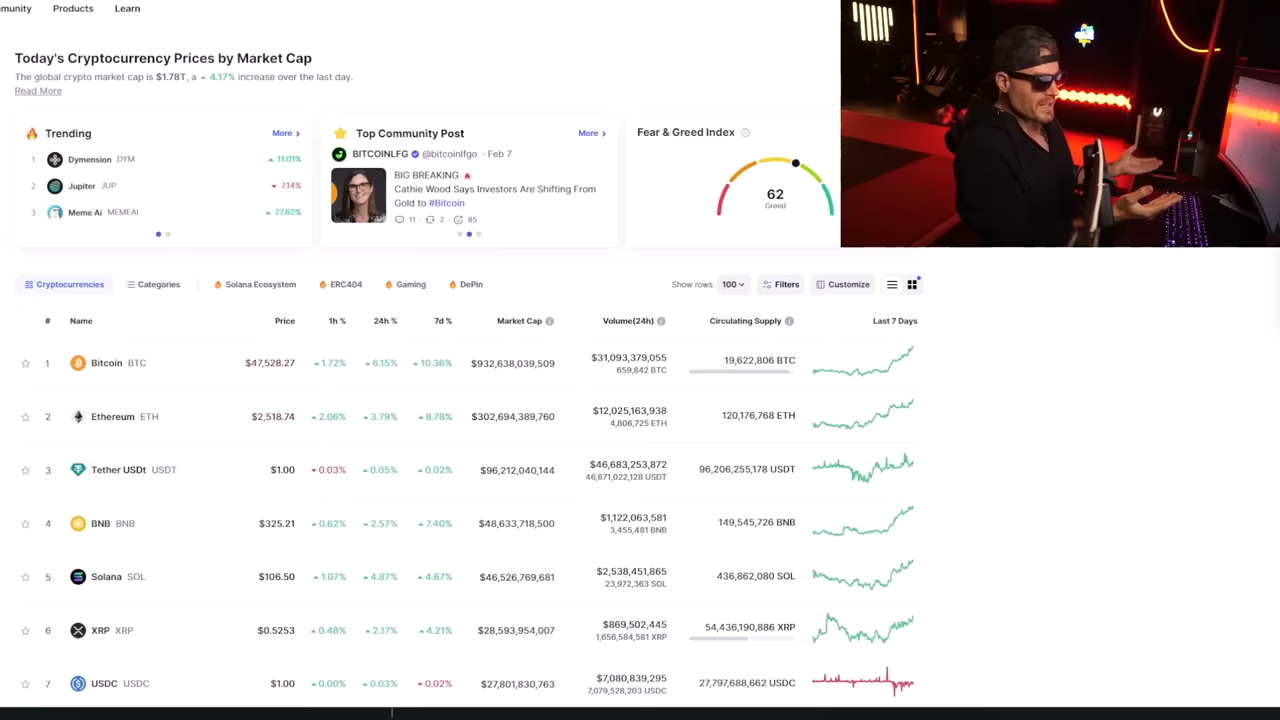 mmunity Products Learn
Today's Cryptocurrency Prices by Market Cap
The global crypto market cap is $1.78T, a 4.17% increase over the last day.
Read More
Trending More
1 Dymension DYM 11.01%
2 Jupiter JUP 7.14%
3 Meme Ai MEMEAI 27.62%
Top Community Post More
BITCOINLFG @bitcoinlfgo · Feb 7
BIG BREAKING
Cathie Wood Says Investors Are Shifting From
Gold to #Bitcoin
11 · 2 · 85
Fear & Greed Index
62
Greed
Cryptocurrencies Categories Solana Ecosystem ERC404 Gaming DePin Show rows 100 Filters Customize
# Name Price 1h % 24h % 7d % Market Cap Volume(24h) Circulating Supply Last 7 Days
1 Bitcoin BTC $47,528.27 1.72% 6.15% 10.36% $932,638,039,509 $31,093,379,055 19,622,806 BTC
659,842 BTC
2 Ethereum ETH $2,518.74 2.06% 3.79% 8.78% $302,694,389,760 $12,025,163,938 120,176,768 ETH
4,806,725 ETH
3 Tether USDt USDT $1.00 0.03% 0.05% 0.02% $96,212,040,144 $46,683,253,872 96,206,255,178 USDT
46,671,022,128 USDT
4 BNB BNB $325.21 0.62% 2.57% 7.40% $48,633,718,500 $1,122,063,581 149,545,726 BNB
3,455,481 BNB
5 Solana SOL $106.50 1.07% 4.87% 4.67% $46,526,769,681 $2,538,451,865 436,862,080 SOL
23,972,363 SOL
6 XRP XRP $0.5253 0.48% 2.17% 4.21% $28,593,954,007 $869,502,445 54,436,190,886 XRP
1,656,584,581 XRP
7 USDC USDC $1.00 0.00% 0.03% 0.02% $27,801,830,763 $7,080,839,295 27,797,688,662 USDC
7,079,528,203 USDC